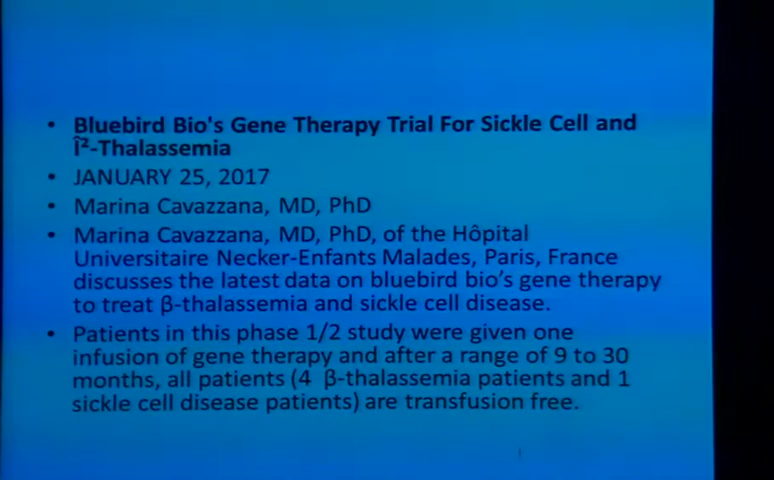 • Bluebird Bio's Gene Therapy Trial For Sickle Cell and
Î²-Thalassemia
• JANUARY 25, 2017
• Marina Cavazzana, MD, PhD
• Marina Cavazzana, MD, PhD, of the Hôpital
Universitaire Necker-Enfants Malades, Paris, France
discusses the latest data on bluebird bio's gene therapy
to treat β-thalassemia and sickle cell disease.
• Patients in this phase 1/2 study were given one
infusion of gene therapy and after a range of 9 to 30
months, all patients (4 β-thalassemia patients and 1
sickle cell disease patients) are transfusion free.